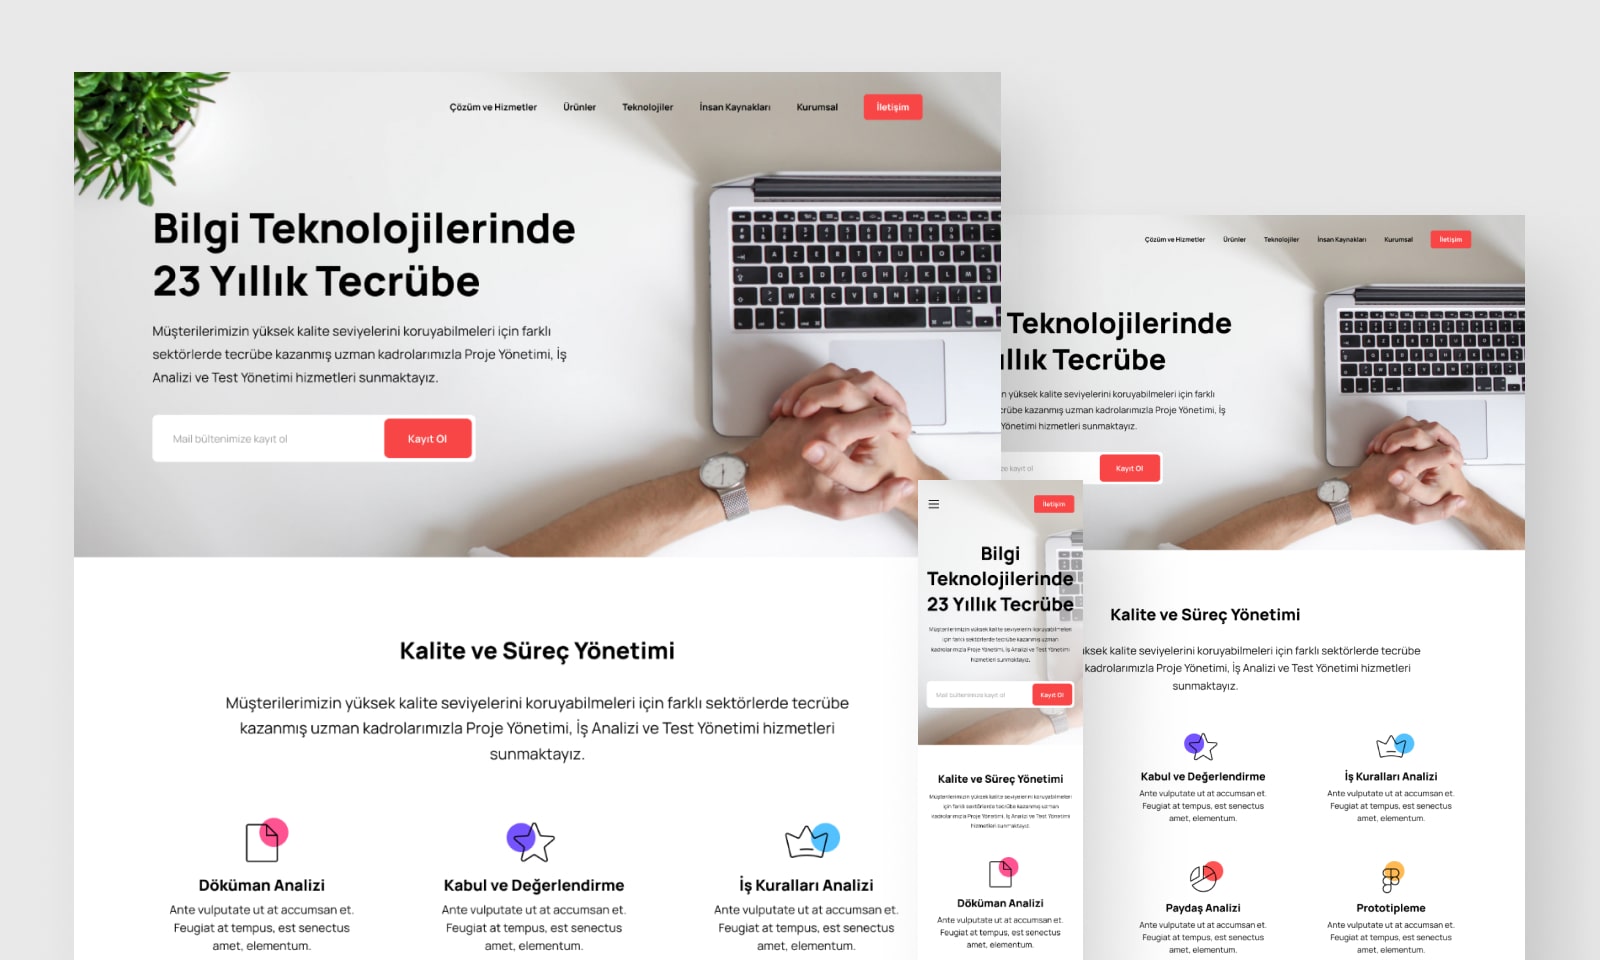 Çözüm ve Hizmetler Ürünler Teknolojiler İnsan Kaynakları Kurumsal İletişim
Bilgi Teknolojilerinde
23 Yıllık Tecrübe
Müşterilerimizin yüksek kalite seviyelerini koruyabilmeleri için farklı
sektörlerde tecrübe kazanmış uzman kadrolarımızla Proje Yönetimi, İş
Analizi ve Test Yönetimi hizmetleri sunmaktayız.
Mail bültenimize kayıt ol Kayıt Ol
Kalite ve Süreç Yönetimi
Müşterilerimizin yüksek kalite seviyelerini koruyabilmeleri için farklı sektörlerde tecrübe
kazanmış uzman kadrolarımızla Proje Yönetimi, İş Analizi ve Test Yönetimi hizmetleri
sunmaktayız.
Döküman Analizi
Ante vulputate ut at accumsan et.
Feugiat at tempus, est senectus
amet, elementum.
Kabul ve Değerlendirme
Ante vulputate ut at accumsan et.
Feugiat at tempus, est senectus
amet, elementum.
İş Kuralları Analizi
Ante vulputate ut at accumsan et.
Feugiat at tempus, est senectus
amet, elementum.
İletişim
Bilgi
Teknolojilerinde
23 Yıllık Tecrübe
Müşterilerimizin yüksek kalite seviyelerini koruyabilmeleri
için farklı sektörlerde tecrübe kazanmış uzman
kadrolarımızla Proje Yönetimi, İş Analizi ve Test Yönetimi
hizmetleri sunmaktayız.
Mail bültenimize kayıt ol Kayıt Ol
Kalite ve Süreç Yönetimi
Müşterilerimizin yüksek kalite seviyelerini koruyabilmeleri
için farklı sektörlerde tecrübe kazanmış uzman
kadrolarımızla Proje Yönetimi, İş Analizi ve Test Yönetimi
hizmetleri sunmaktayız.
Döküman Analizi
Ante vulputate ut at accumsan et.
Feugiat at tempus, est senectus
amet, elementum.
Çözüm ve Hizmetler Ürünler Teknolojiler İnsan Kaynakları Kurumsal İletişim
Teknolojilerinde
llık Tecrübe
n yüksek kalite seviyelerini koruyabilmeleri için farklı
crübe kazanmış uzman kadrolarımızla Proje Yönetimi, İş
Yönetimi hizmetleri sunmaktayız.
ze kayıt ol Kayıt Ol
Kalite ve Süreç Yönetimi
ksek kalite seviyelerini koruyabilmeleri için farklı sektörlerde tecrübe
kadrolarımızla Proje Yönetimi, İş Analizi ve Test Yönetimi hizmetleri
sunmaktayız.
Kabul ve Değerlendirme
Ante vulputate ut at accumsan et.
Feugiat at tempus, est senectus
amet, elementum.
İş Kuralları Analizi
Ante vulputate ut at accumsan et.
Feugiat at tempus, est senectus
amet, elementum.
Paydaş Analizi
Ante vulputate ut at accumsan et.
Feugiat at tempus, est senectus
amet, elementum.
Prototipleme
Ante vulputate ut at accumsan et.
Feugiat at tempus, est senectus
amet, elementum.